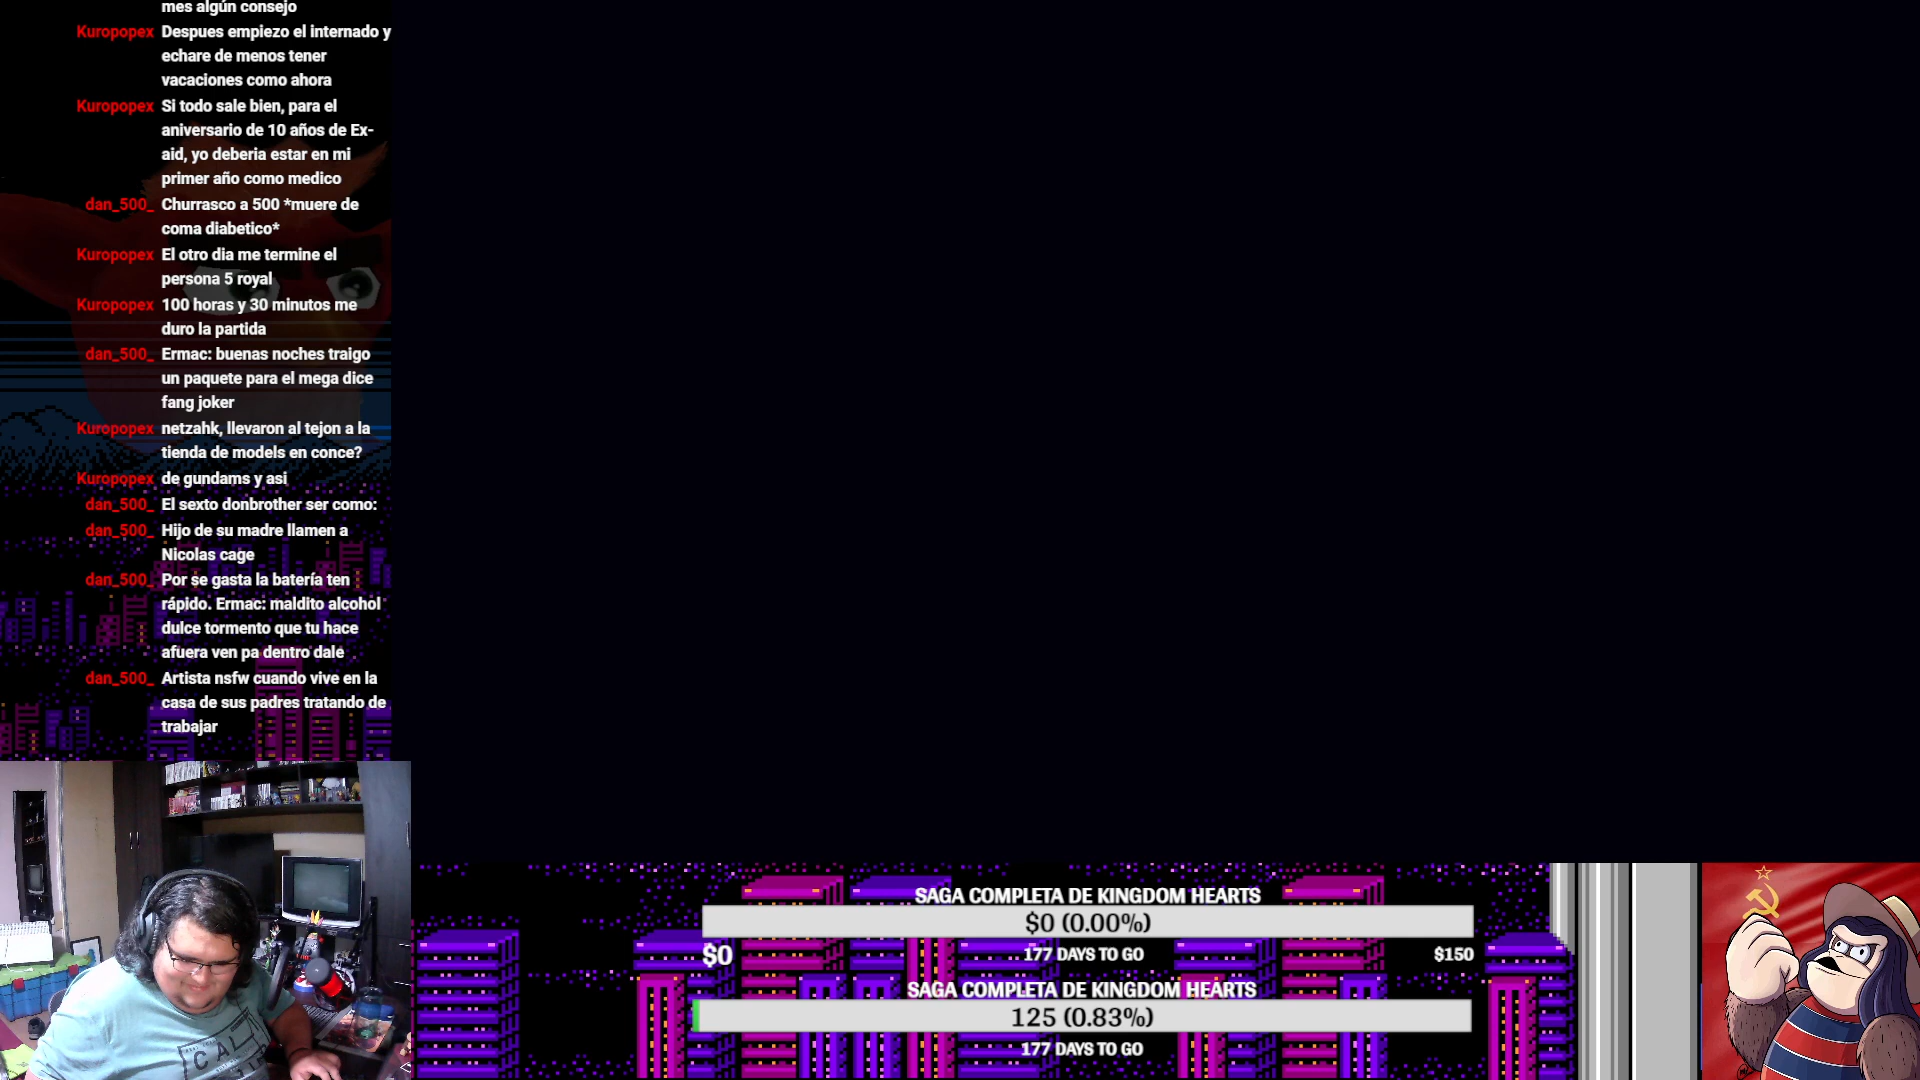 mes algún consejo
Kuropopex Despues empiezo el internado y
echare de menos tener
vacaciones como ahora
Kuropopex Si todo sale bien, para el
aniversario de 10 años de Ex-
aid, yo deberia estar en mi
primer año como medico
dan_500_ Churrasco a 500 *muere de
coma diabetico*
Kuropopex El otro dia me termine el
persona 5 royal
Kuropopex 100 horas y 30 minutos me
duro la partida
dan_500_ Ermac: buenas noches traigo
un paquete para el mega dice
fang joker
Kuropopex netzahk, llevaron al tejon a la
tienda de models en conce?
Kuropopex de gundams y asi
dan_500_ El sexto donbrother ser como:
dan_500_ Hijo de su madre llamen a
Nicolas cage
dan_500_ Por se gasta la batería ten
rápido. Ermac: maldito alcohol
dulce tormento que tu hace
afuera ven pa dentro dale
dan_500_ Artista nsfw cuando vive en la
casa de sus padres tratando de
trabajar
SAGA COMPLETA DE KINGDOM HEARTS
$0 (0.00%)
$0 177 DAYS TO GO $150
SAGA COMPLETA DE KINGDOM HEARTS
125 (0.83%)
177 DAYS TO GO